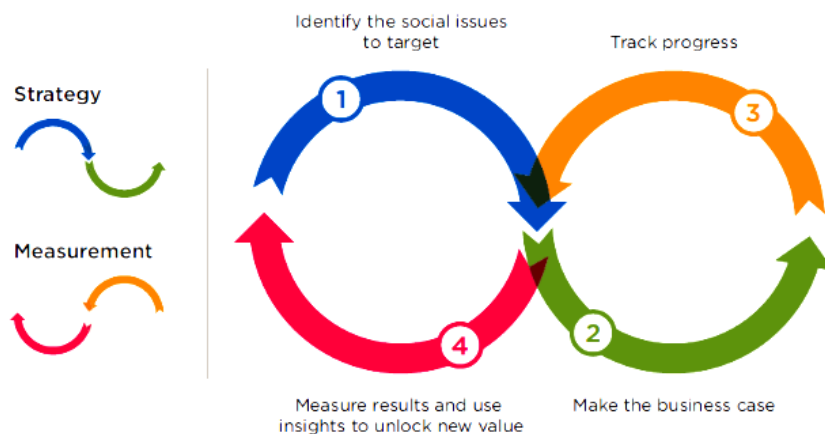 Strategy
Measurement
Identify the social issues
to target
1
Track progress
3
4
Measure results and use
insights to unlock new value
2
Make the business case